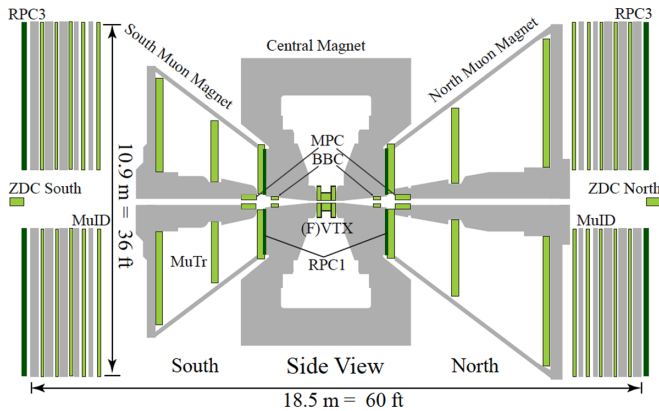 RPC3
South Muon Magnet
Central Magnet
North Muon Magnet
RPC3
MPC
BBC
ZDC South
ZDC North
10.9 m = 36 ft
MuID
(F)VTX
MuID
MuTr
RPC1
South
Side View
North
18.5 m = 60 ft